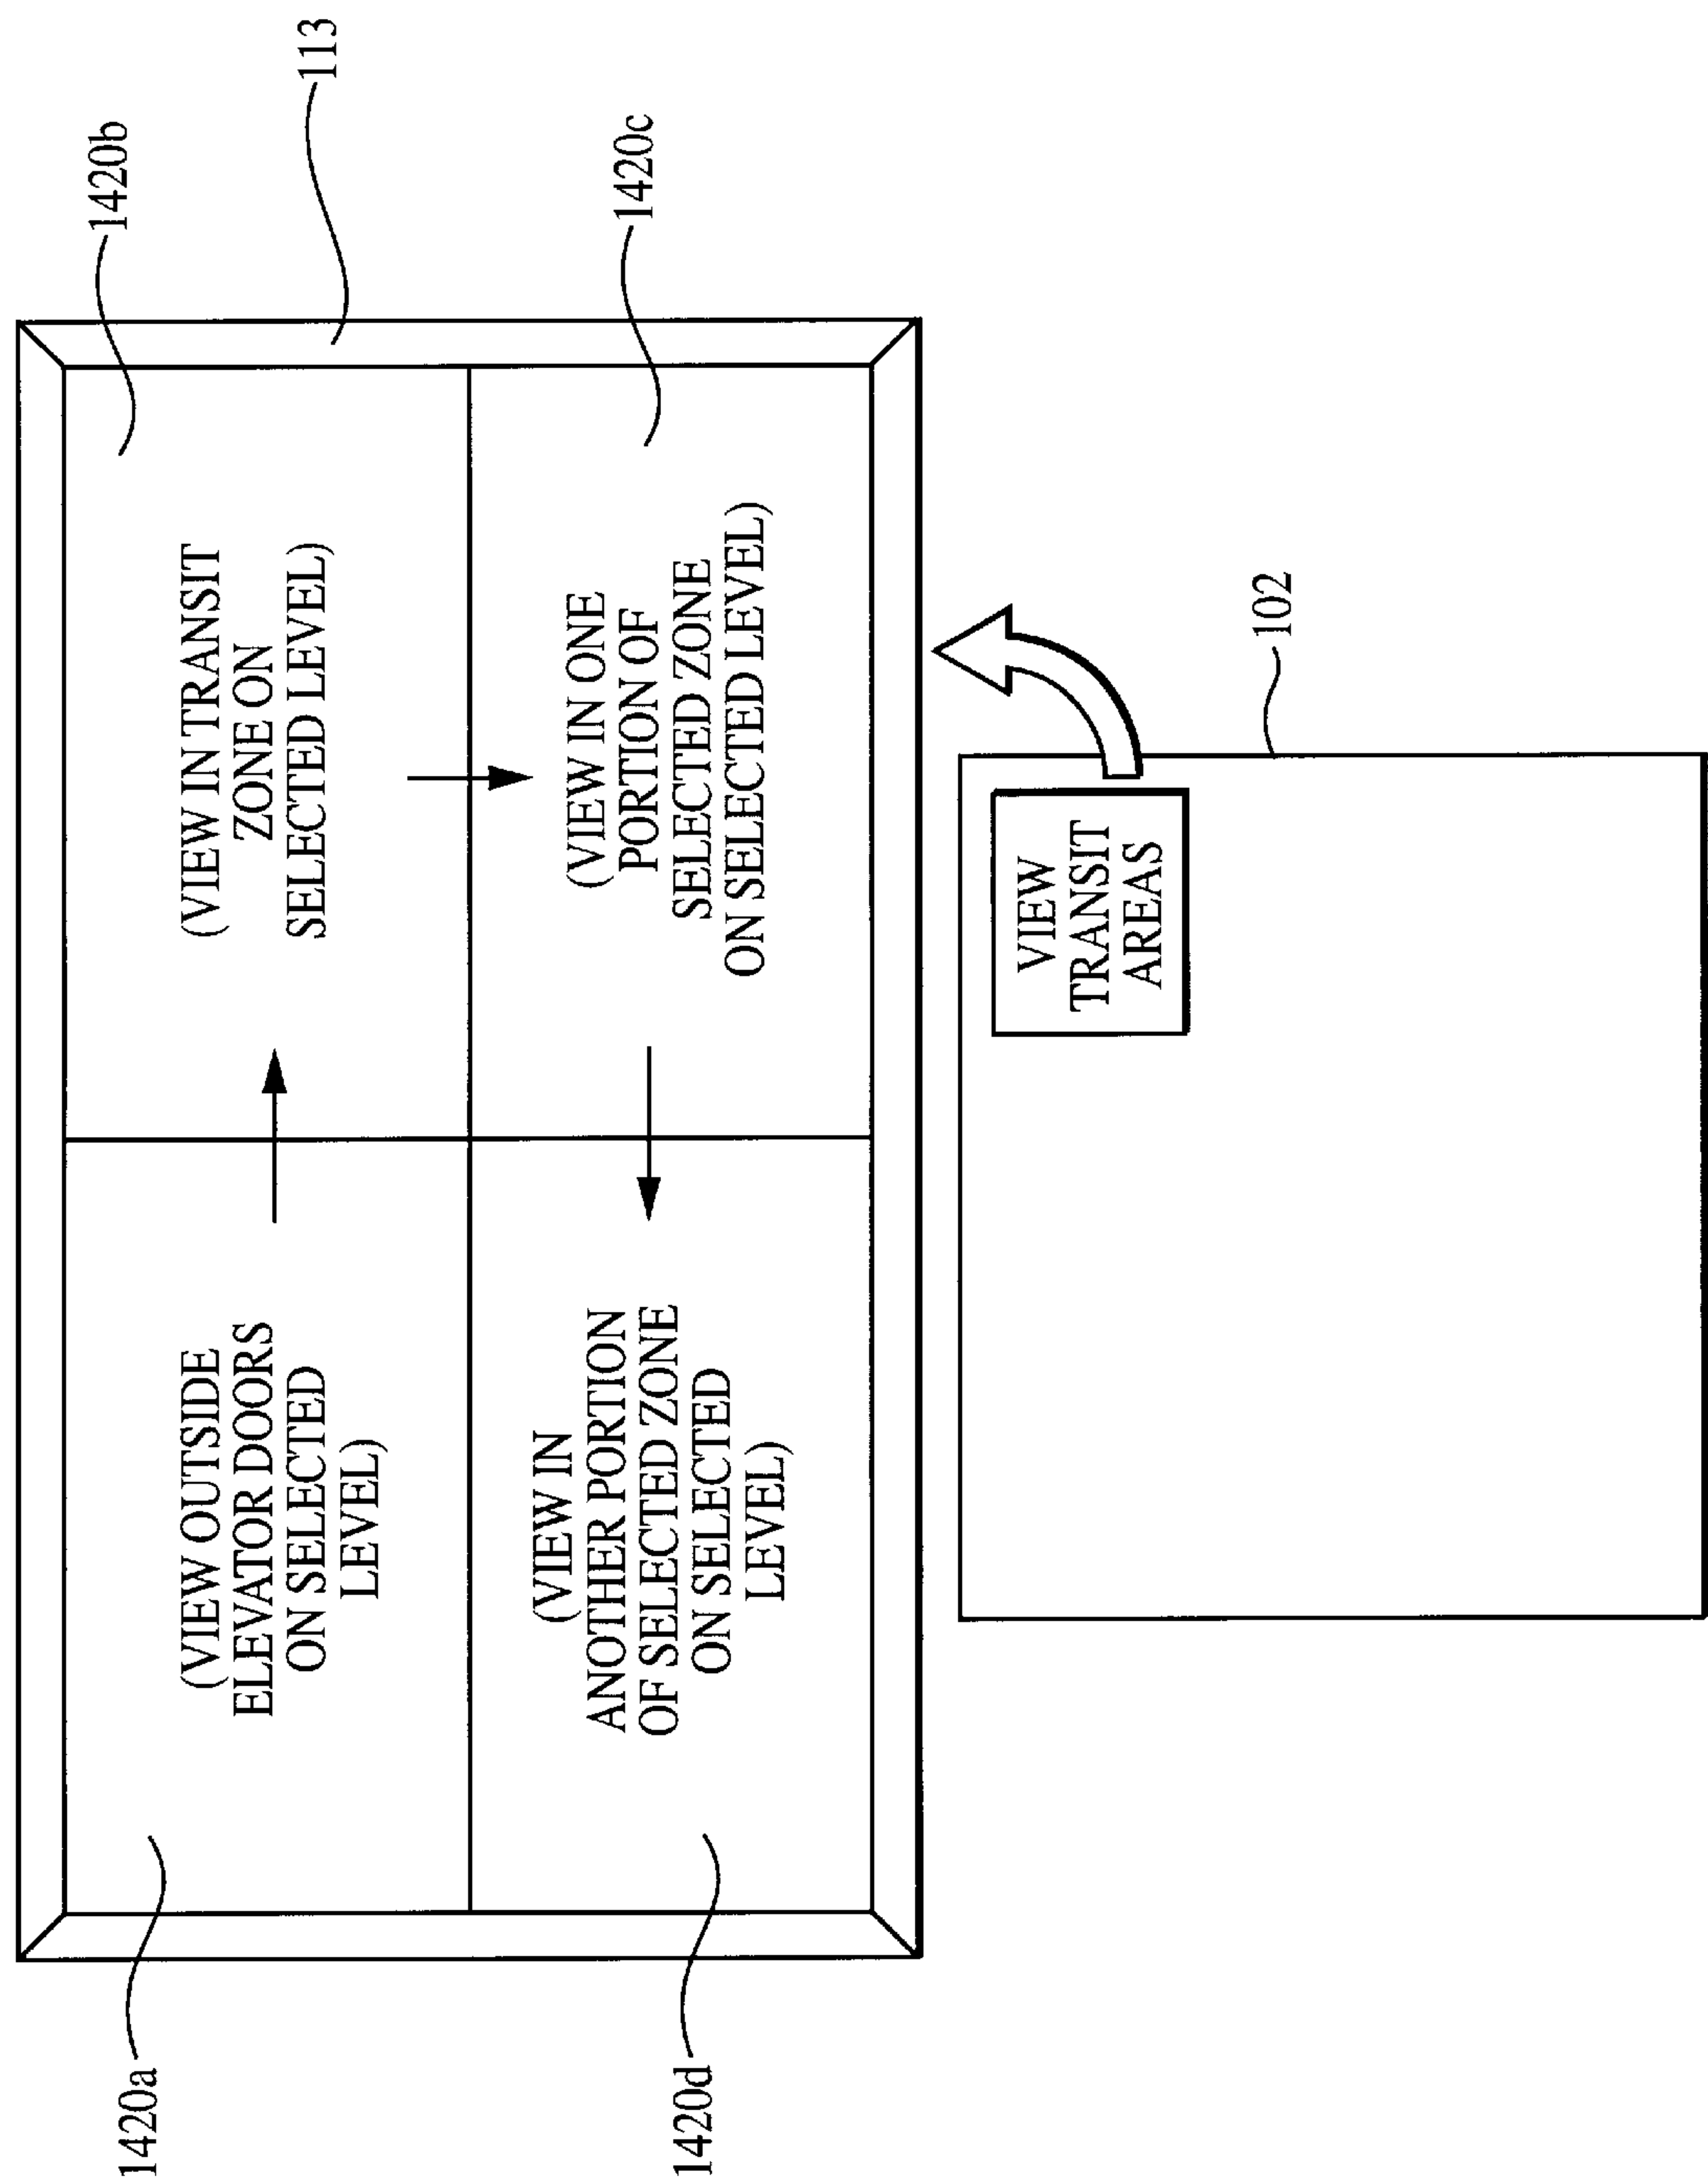 1420a
(VIEW OUTSIDE
ELEVATOR DOORS
ON SELECTED
LEVEL)
1420b
(VIEW IN TRANSIT
ZONE ON
SELECTED LEVEL)
113
1420d
(VIEW IN
ANOTHER PORTION
OF SELECTED ZONE
ON SELECTED
LEVEL)
1420c
(VIEW IN ONE
PORTION OF
SELECTED ZONE
ON SELECTED LEVEL)
VIEW
TRANSIT
AREAS
102